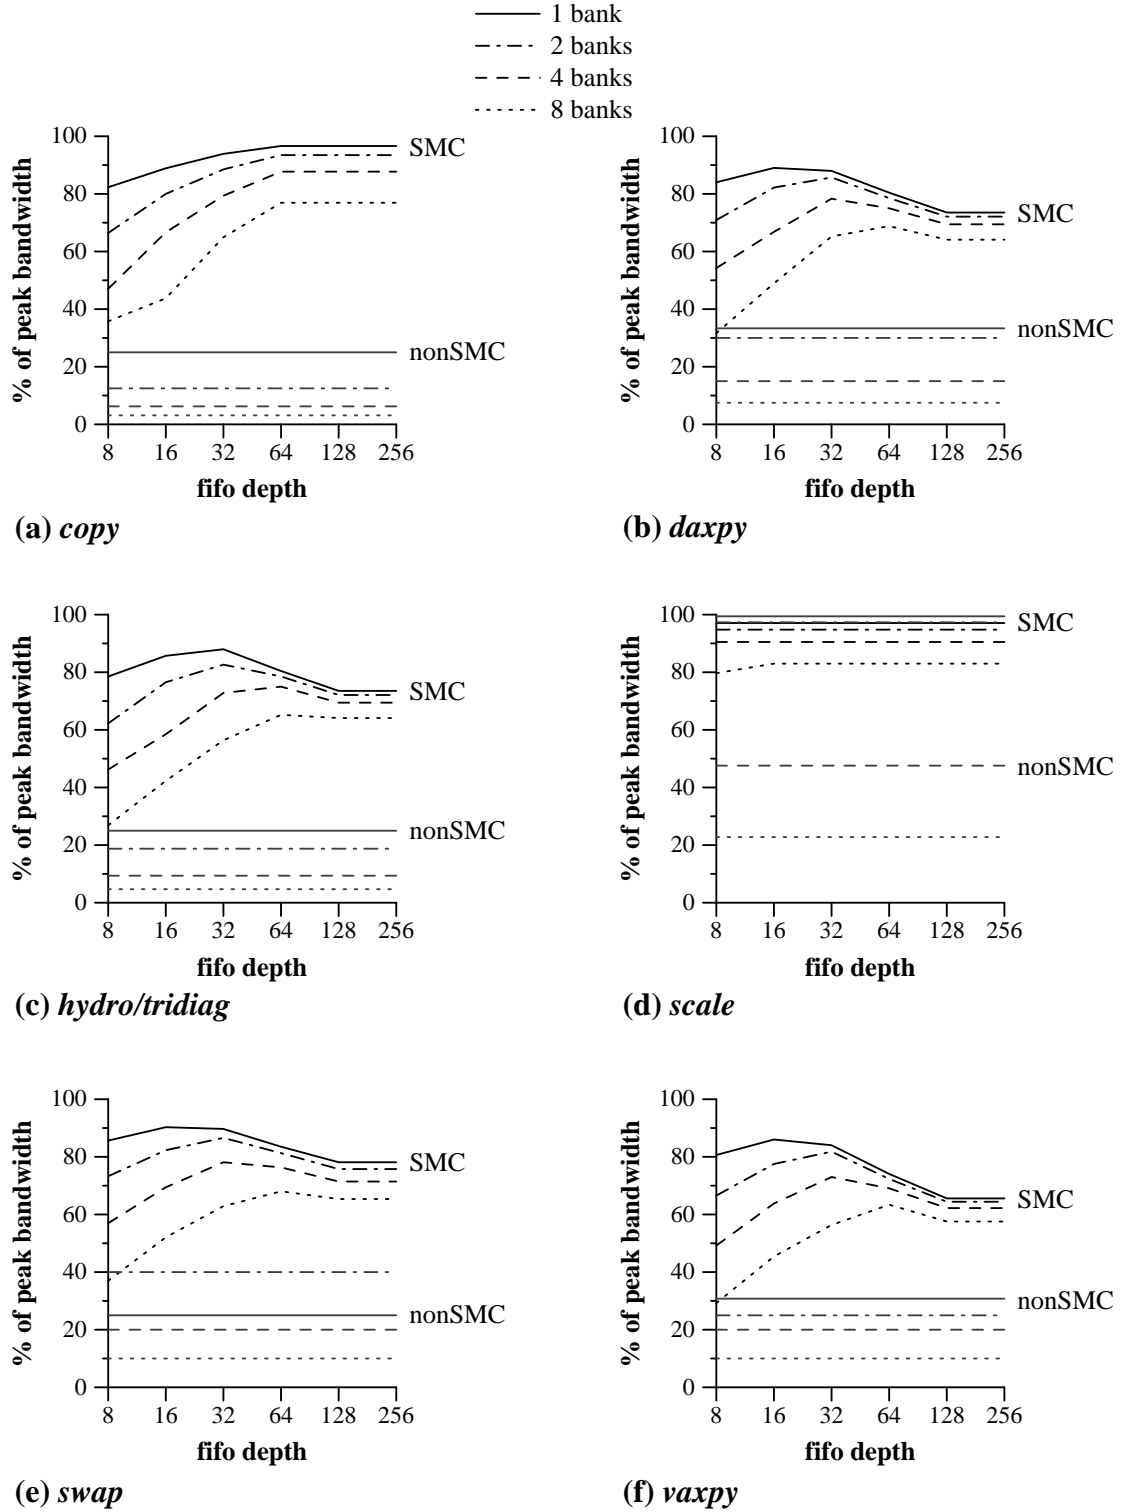 1 bank
2 banks
4 banks
8 banks
100
80
60
40
20
0
% of peak bandwidth
SMC
nonSMC
8 16 32 64 128 256
fifo depth
(a) copy
100
80
60
40
20
0
% of peak bandwidth
SMC
nonSMC
8 16 32 64 128 256
fifo depth
(b) daxpy
100
80
60
40
20
0
% of peak bandwidth
SMC
nonSMC
8 16 32 64 128 256
fifo depth
(c) hydro/tridiag
100
80
60
40
20
0
% of peak bandwidth
SMC
nonSMC
8 16 32 64 128 256
fifo depth
(d) scale
100
80
60
40
20
0
% of peak bandwidth
SMC
nonSMC
8 16 32 64 128 256
fifo depth
(e) swap
100
80
60
40
20
0
% of peak bandwidth
SMC
nonSMC
8 16 32 64 128 256
fifo depth
(f) vaxpy